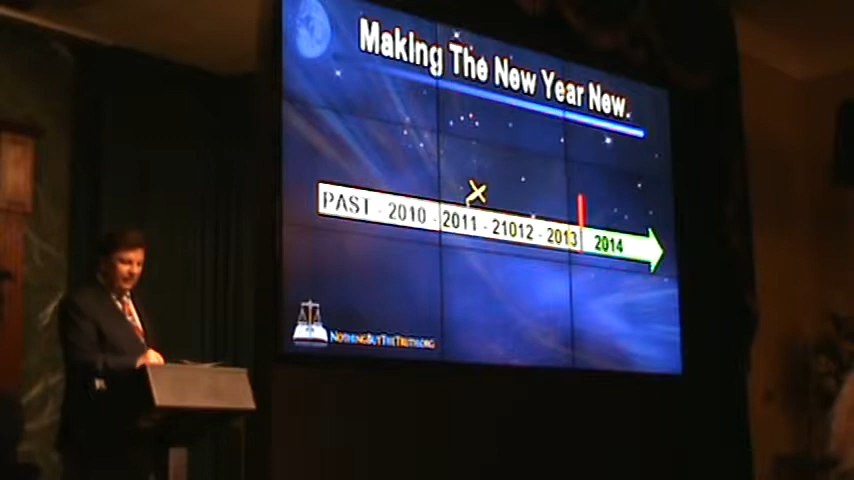 Making The New Year New.
PAST - 2010 - 2011 - 21012 - 2013 2014
NOTHINGBUTTHETRUTH.ORG